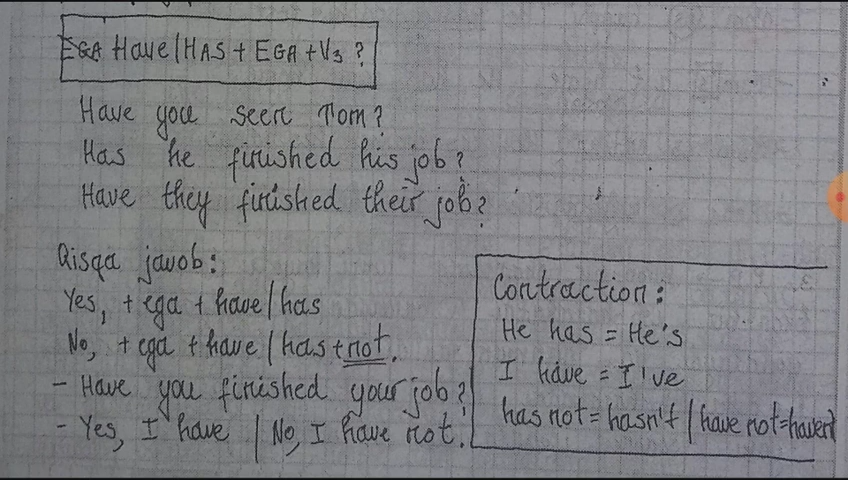 Have/Has + Ega + V3 ?
Have you seen Tom?
Has he finished his job?
Have they finished their job?
Qisqa javob:
Yes, + ega + have/has
No, + ega + have/has + not.
- Have you finished your job?
- Yes, I have / No, I have not.
Contraction:
He has = He's
I have = I've
has not = hasn't / have not = haven't